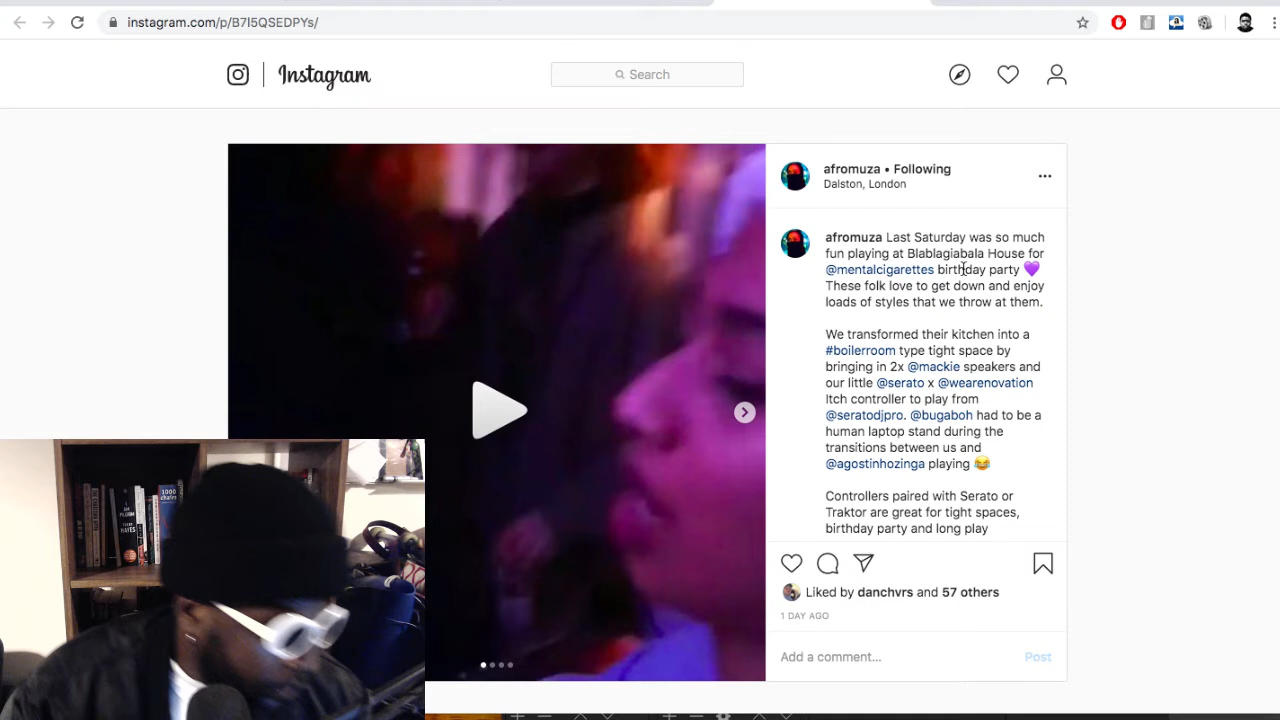 instagram.com/p/B7I5QSEDPYs/
Instagram
Search
afromuza • Following
Dalston, London
afromuza Last Saturday was so much
fun playing at Blablagiabala House for
@mentalcigarettes birthday party 💜
These folk love to get down and enjoy
loads of styles that we throw at them.
We transformed their kitchen into a
#boilerroom type tight space by
bringing in 2x @mackie speakers and
our little @serato x @wearenovation
Itch controller to play from
@seratodjpro. @bugaboh had to be a
human laptop stand during the
transitions between us and
@agostinhozinga playing 😂
Controllers paired with Serato or
Traktor are great for tight spaces,
birthday party and long play
Liked by danchvrs and 57 others
1 DAY AGO
Add a comment... Post
I AM
PILGRIM
TERRY
HAYES